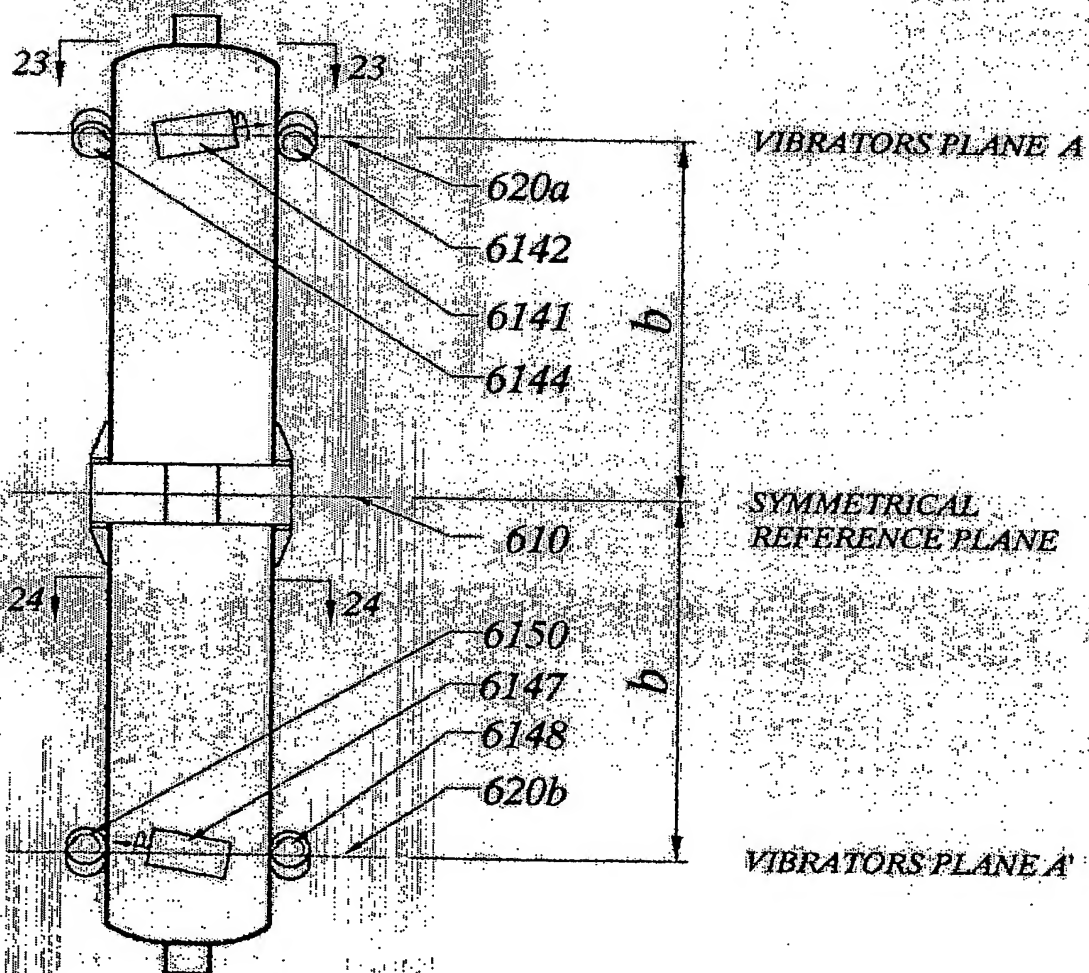 23
23
VIBRATORS PLANE A
620a
6142
6141
b
6144
SYMMETRICAL
REFERENCE PLANE
610
24
24
6150
6147
b
6148
620b
VIBRATORS PLANE A'